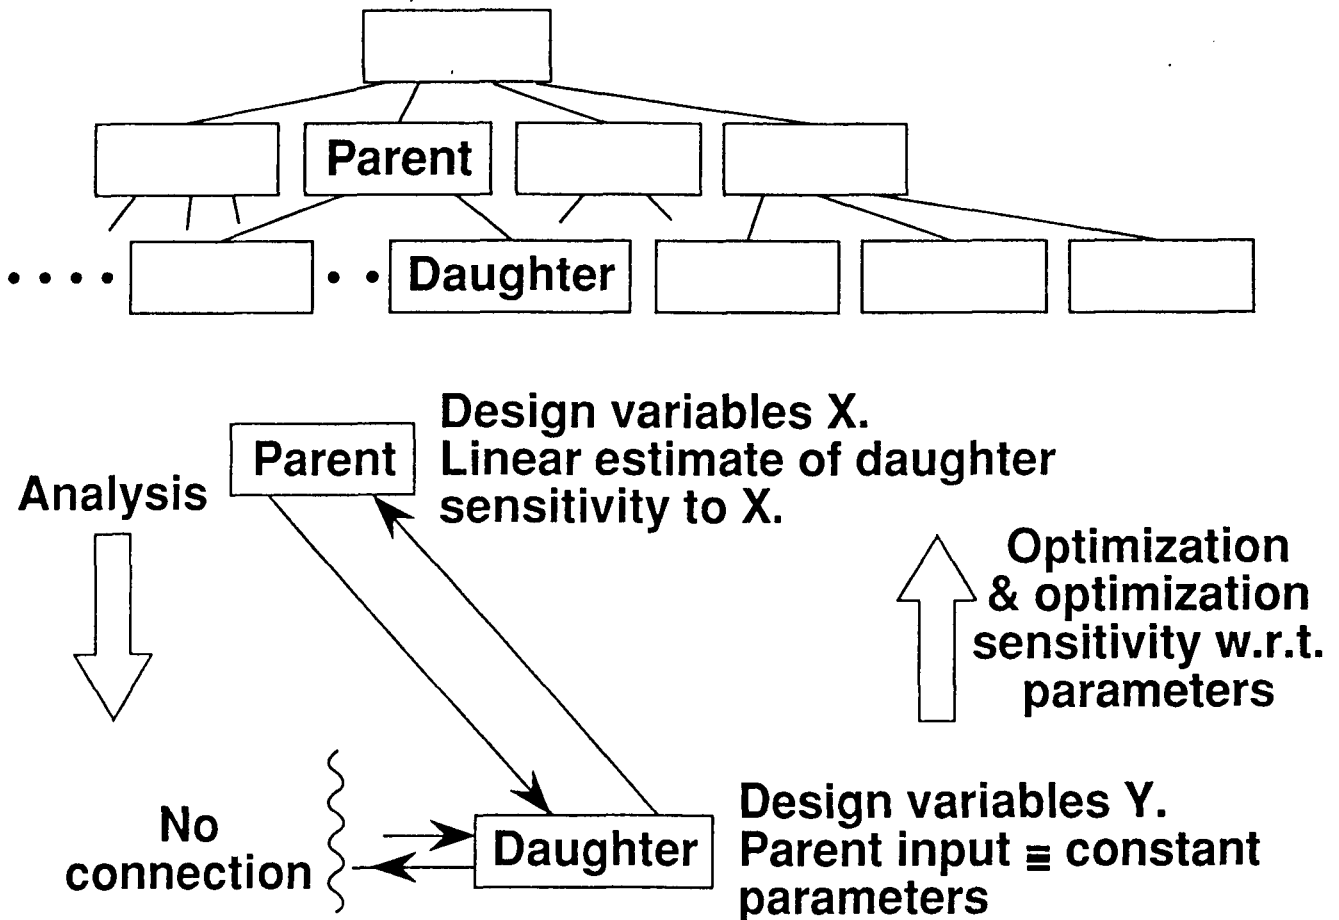 Parent
Daughter
Design variables X.
Parent
Linear estimate of daughter
sensitivity to X.
Analysis
Optimization
& optimization
sensitivity w.r.t.
parameters
No
connection
Daughter
Design variables Y.
Parent input ≡ constant
parameters